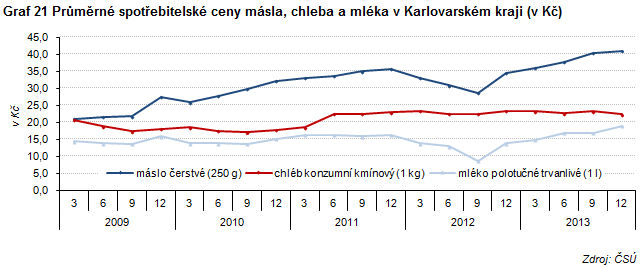 Graf 21 Průměrné spotřebitelské ceny másla, chleba a mléka v Karlovarském kraji (v Kč)
45,0
40,0
35,0
30,0
25,0
20,0
15,0
10,0
5,0
0,0
v Kč
máslo čerstvé (250 g) chléb konzumní kmínový (1 kg) mléko polotučné trvanlivé (1 l)
3 6 9 12 3 6 9 12 3 6 9 12 3 6 9 12 3 6 9 12
2009 2010 2011 2012 2013
Zdroj: ČSÚ